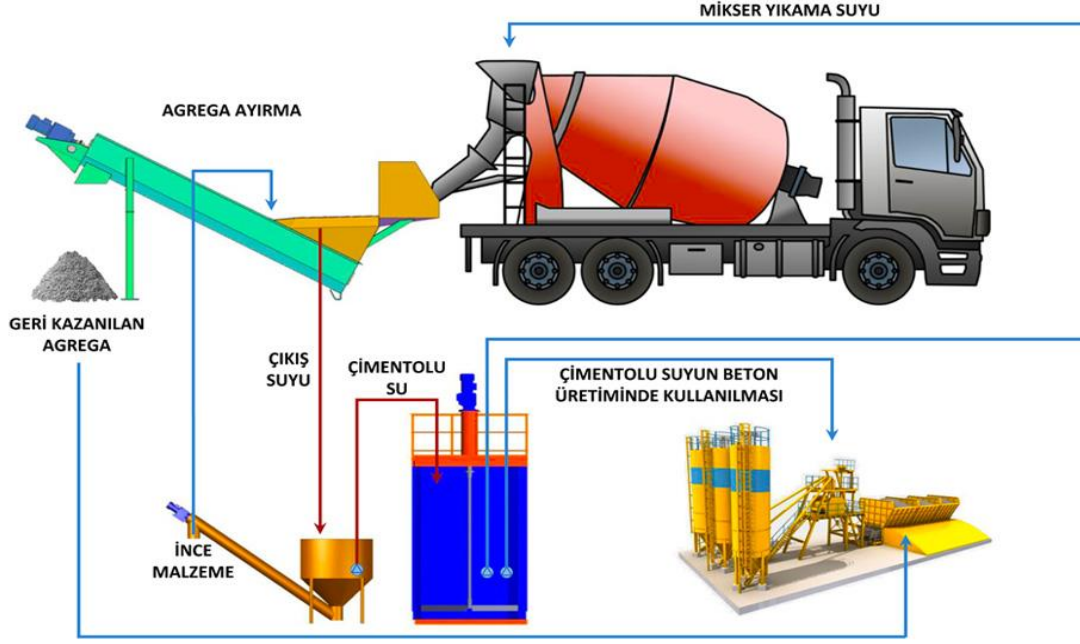 MİKSER YIKAMA SUYU
AGREGA AYIRMA
GERİ KAZANILAN
AGREGA
ÇIKIŞ
SUYU
ÇİMENTOLU
SU
ÇİMENTOLU SUYUN BETON
ÜRETİMİNDE KULLANILMASI
İNCE
MALZEME